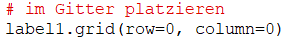 # im Gitter platzieren
label1.grid(row=0, column=0)